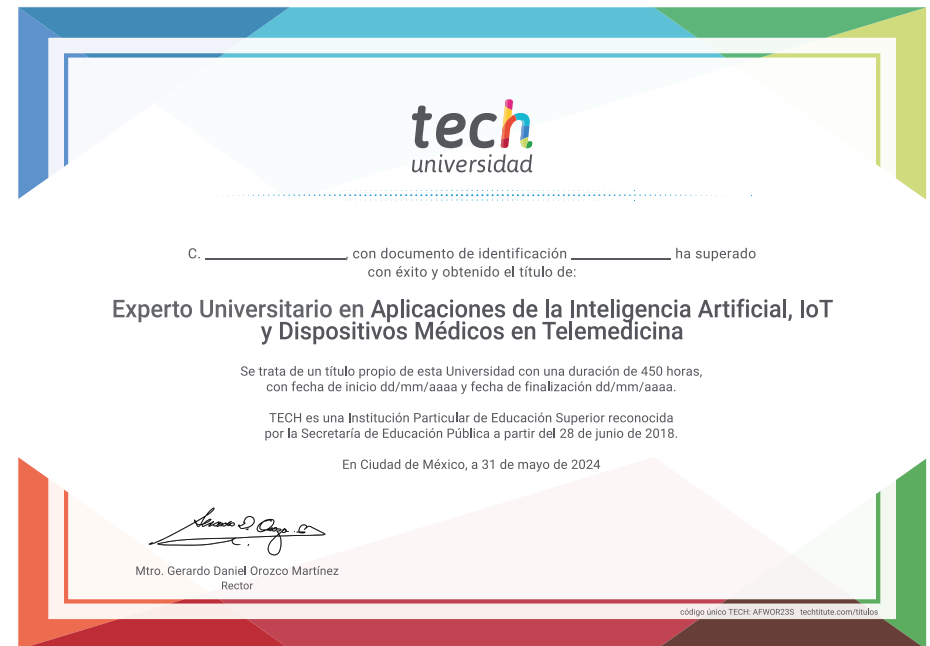 tech
universidad
C. ________________, con documento de identificación ____________ ha superado
con éxito y obtenido el título de:
Experto Universitario en Aplicaciones de la Inteligencia Artificial, IoT
y Dispositivos Médicos en Telemedicina
Se trata de un título propio de esta Universidad con una duración de 450 horas,
con fecha de inicio dd/mm/aaaa y fecha de finalización dd/mm/aaaa.
TECH es una Institución Particular de Educación Superior reconocida
por la Secretaría de Educación Pública a partir del 28 de junio de 2018.
En Ciudad de México, a 31 de mayo de 2024
Mtro. Gerardo Daniel Orozco Martínez
Rector
código único TECH: AFWOR23S techtitute.com/titulos